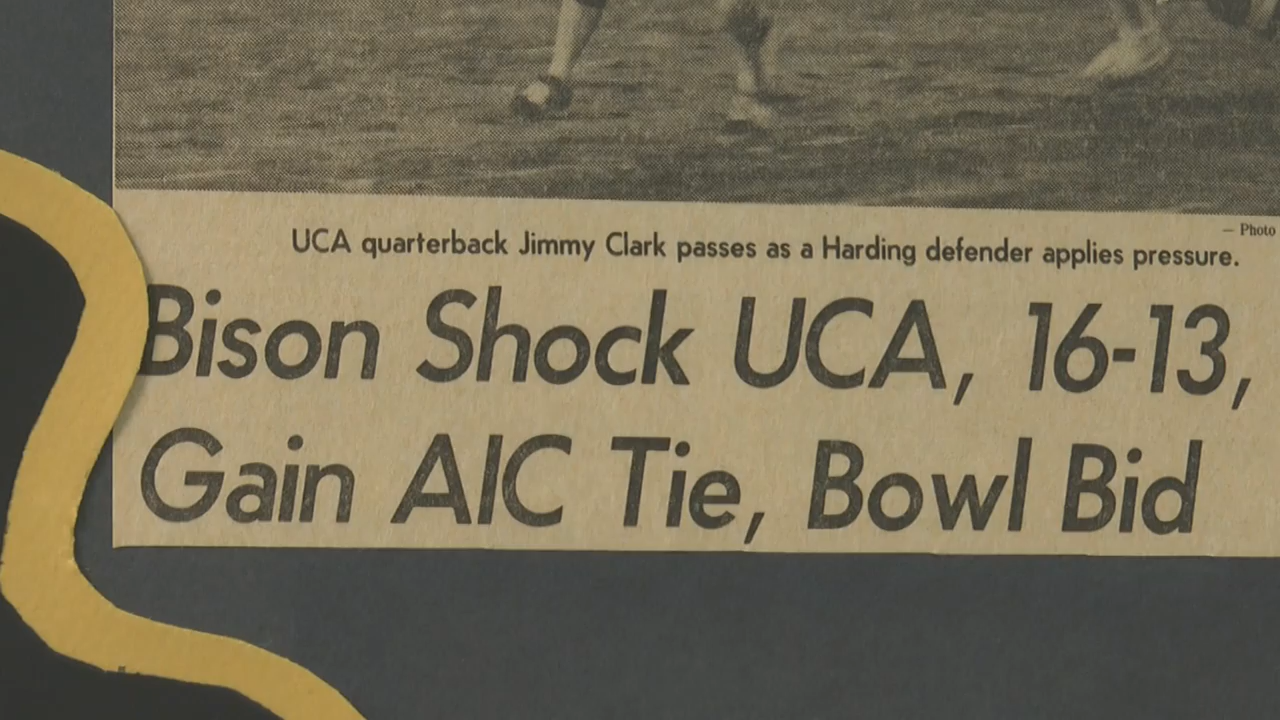 — Photo
UCA quarterback Jimmy Clark passes as a Harding defender applies pressure.
Bison Shock UCA, 16-13,
Gain AIC Tie, Bowl Bid